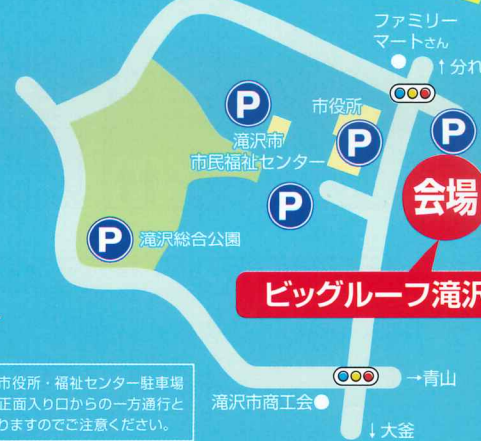 ファミリー
マートさん
↑分れ
P
市役所
滝沢市
市民福祉センター
P
P
P
会場
P
滝沢総合公園
ビッグルーフ滝沢
市役所・福祉センター駐車場
正面入り口からの一方通行と
りますのでご注意ください。
滝沢市商工会
→青山
↓大釜